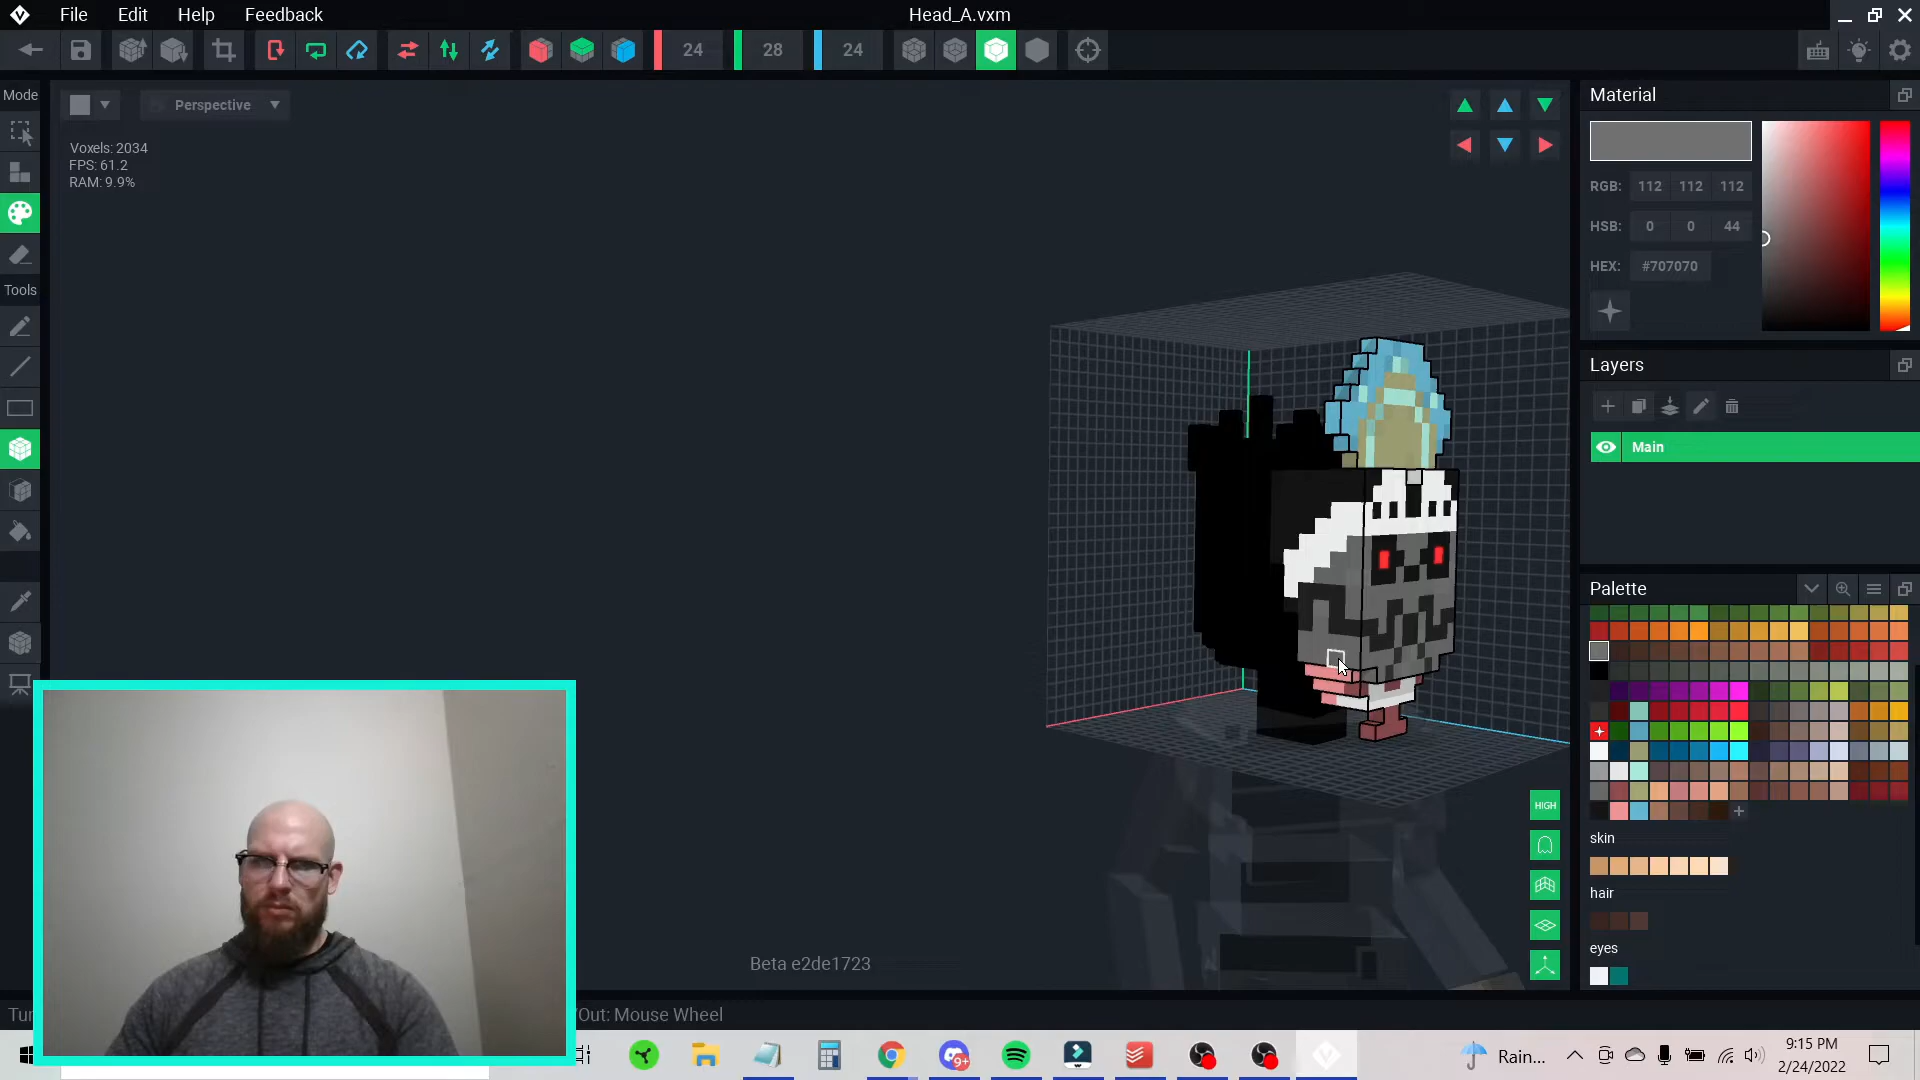 File Edit Help Feedback
Head_A.vxm
24 28 24
Mode
Perspective
Voxels: 2034
FPS: 61.2
RAM: 9.9%
Tools
Material
RGB: 112 112 112
HSB: 0 0 44
HEX: #707070
Layers
Main
Palette
skin
hair
eyes
HIGH
Beta e2de1723
/Out: Mouse Wheel
9+
Rain...
9:15 PM
2/24/2022